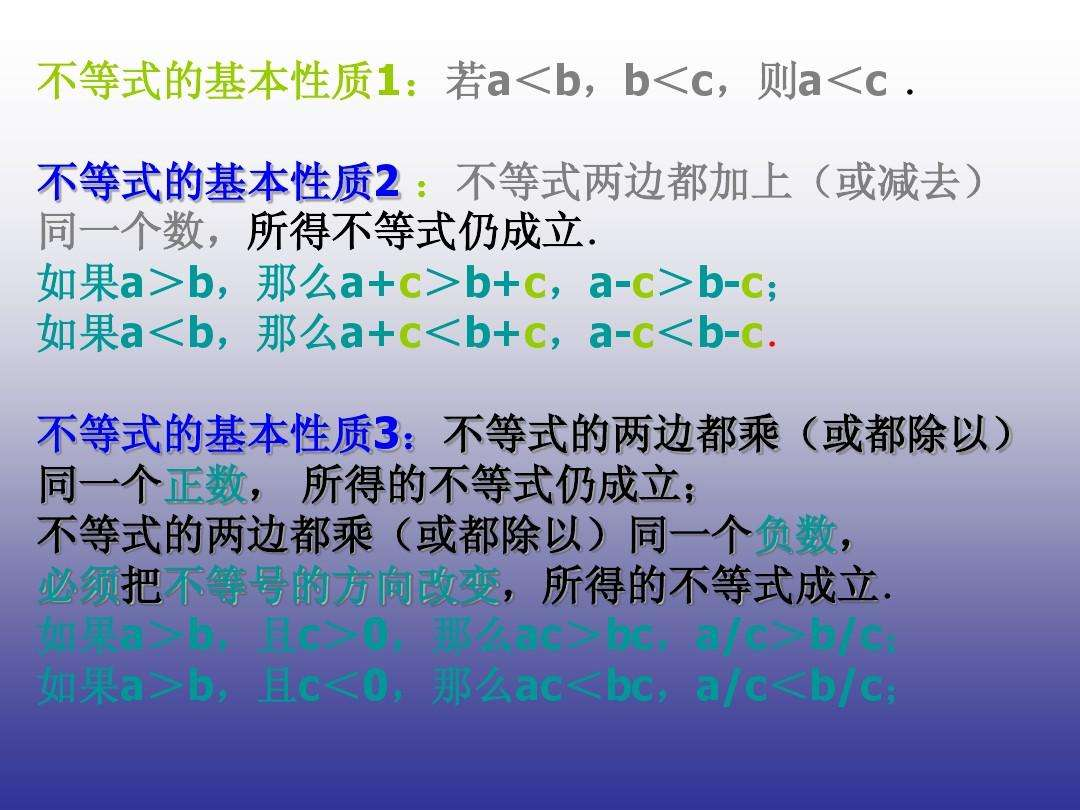 不等式的基本性质1：若a＜b，b＜c，则a＜c .
不等式的基本性质2 ：不等式两边都加上（或减去）
同一个数，所得不等式仍成立.
如果a＞b，那么a+c＞b+c，a-c＞b-c；
如果a＜b，那么a+c＜b+c，a-c＜b-c.
不等式的基本性质3：不等式的两边都乘（或都除以）
同一个正数， 所得的不等式仍成立；
不等式的两边都乘（或都除以）同一个负数，
必须把不等号的方向改变，所得的不等式成立.
如果a＞b，且c＞0，那么ac＞bc，a/c＞b/c；
如果a＞b，且c＜0，那么ac＜bc，a/c＜b/c；